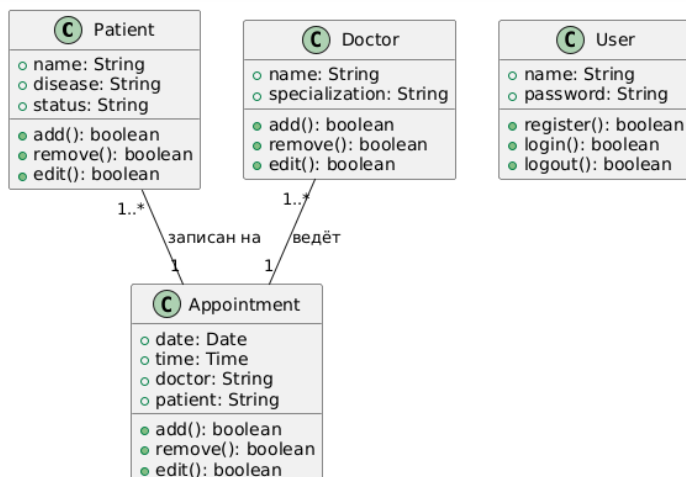 C Patient
name: String
disease: String
status: String
add(): boolean
remove(): boolean
edit(): boolean
C Doctor
name: String
specialization: String
add(): boolean
remove(): boolean
edit(): boolean
C User
name: String
password: String
register(): boolean
login(): boolean
logout(): boolean
1..*
записан на
1
1..*
ведёт
1
C Appointment
date: Date
time: Time
doctor: String
patient: String
add(): boolean
remove(): boolean
edit(): boolean